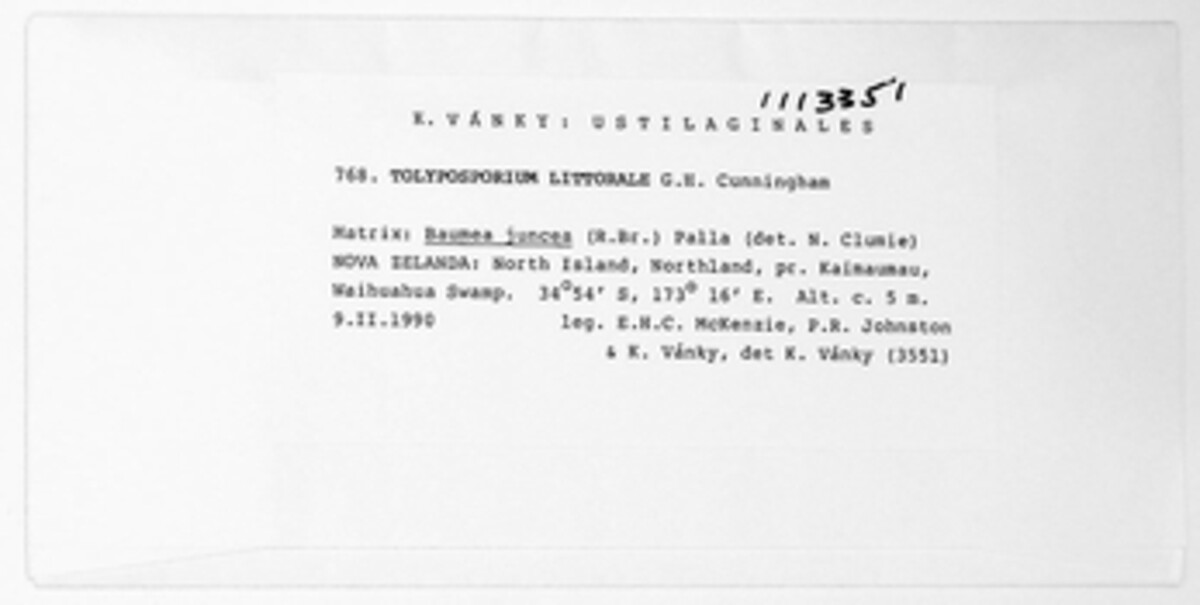 1113351
K. VÁNKY: USTILAGINALES
768. TOLYPOSPORIUM LITTORALE G.H. Cunningham
Matrix: Baumea juncea (R.Br.) Palla (det. N. Clumie)
NOVA ZELANDA: North Island, Northland, pr. Kaimaumau,
Waihuahua Swamp. 34°54' S, 173° 16' E. Alt. c. 5 m.
9.II.1990 leg. E.H.C. McKenzie, P.R. Johnston
& K. Vánky, det K. Vánky (3551)